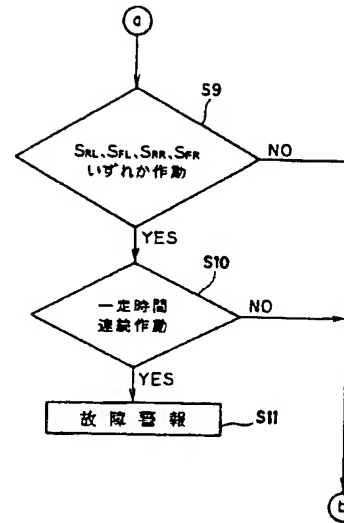 a
S9
SRL、SFL、SRR、SFR
いずれか作動
NO
YES
S10
一定時間
連続作動
NO
YES
故障警報
S11
b